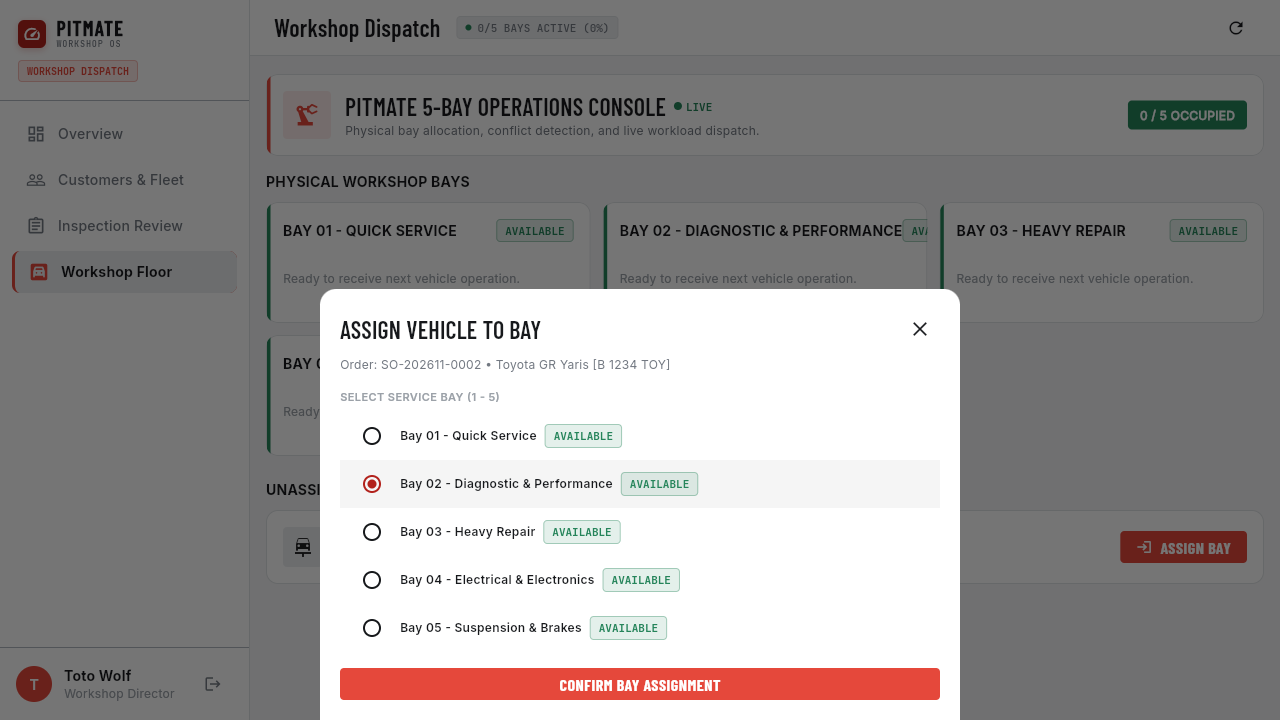 PITMATE
WORKSHOP OS
WORKSHOP DISPATCH
Overview
Customers & Fleet
Inspection Review
Workshop Floor
Toto Wolf
Workshop Director
T
Workshop Dispatch
0/5 BAYS ACTIVE (0%)
PITMATE 5-BAY OPERATIONS CONSOLE
LIVE
Physical bay allocation, conflict detection, and live workload dispatch.
0 / 5 OCCUPIED
PHYSICAL WORKSHOP BAYS
BAY 01 - QUICK SERVICE
AVAILABLE
Ready to receive next vehicle operation.
BAY 02 - DIAGNOSTIC & PERFORMANCE
AVA
Ready to receive next vehicle operation.
BAY 03 - HEAVY REPAIR
AVAILABLE
Ready to receive next vehicle operation.
BAY 0
Ready
UNASSI
ASSIGN BAY
ASSIGN VEHICLE TO BAY
Order: SO-202611-0002 • Toyota GR Yaris [B 1234 TOY]
SELECT SERVICE BAY (1 - 5)
Bay 01 - Quick Service AVAILABLE
Bay 02 - Diagnostic & Performance AVAILABLE
Bay 03 - Heavy Repair AVAILABLE
Bay 04 - Electrical & Electronics AVAILABLE
Bay 05 - Suspension & Brakes AVAILABLE
CONFIRM BAY ASSIGNMENT